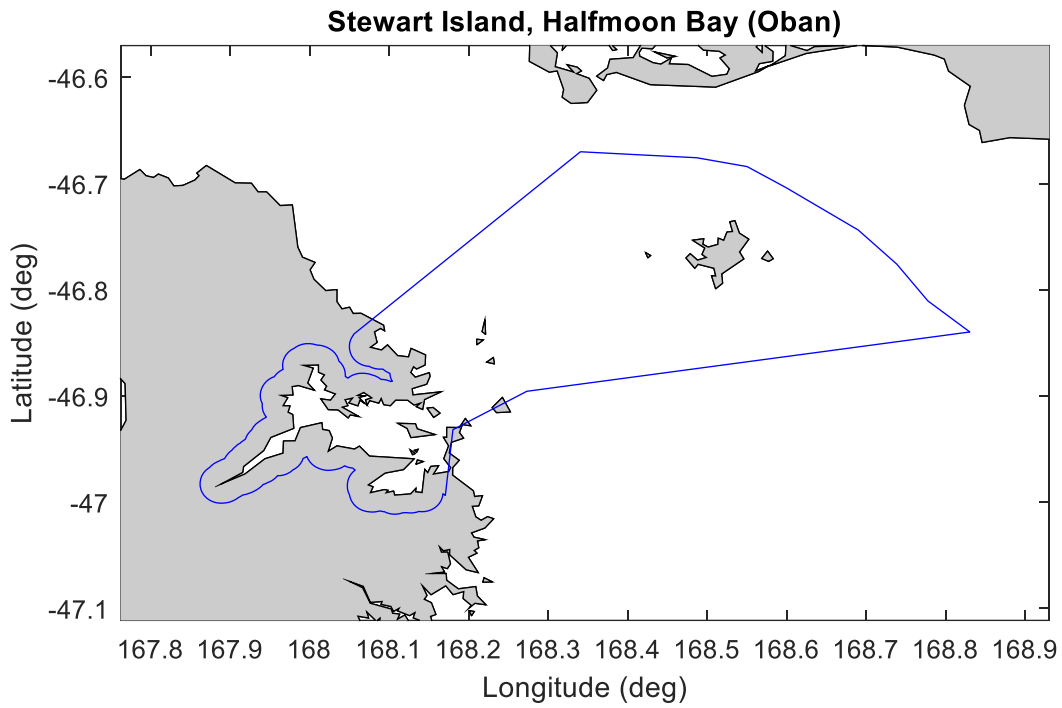 Stewart Island, Halfmoon Bay (Oban)
-46.6
-46.7
-46.8
-46.9
-47
-47.1
Latitude (deg)
167.8 167.9 168 168.1 168.2 168.3 168.4 168.5 168.6 168.7 168.8 168.9
Longitude (deg)